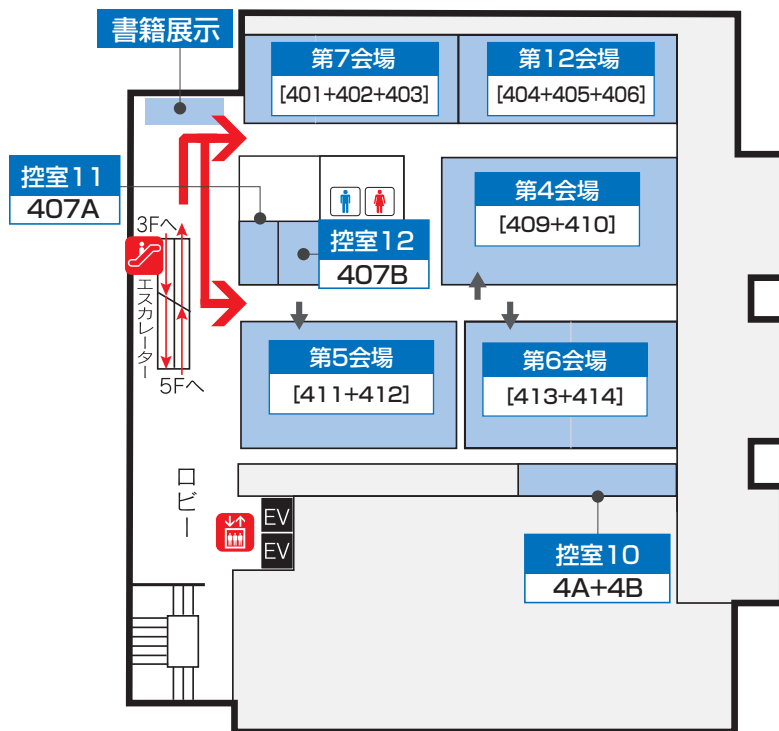 書籍展示
第7会場
[401+402+403]
第12会場
[404+405+406]
控室11
407A
第4会場
[409+410]
控室12
407B
3Fへ
エスカレーター
5Fへ
第5会場
[411+412]
第6会場
[413+414]
ロビー
EV
EV
控室10
4A+4B